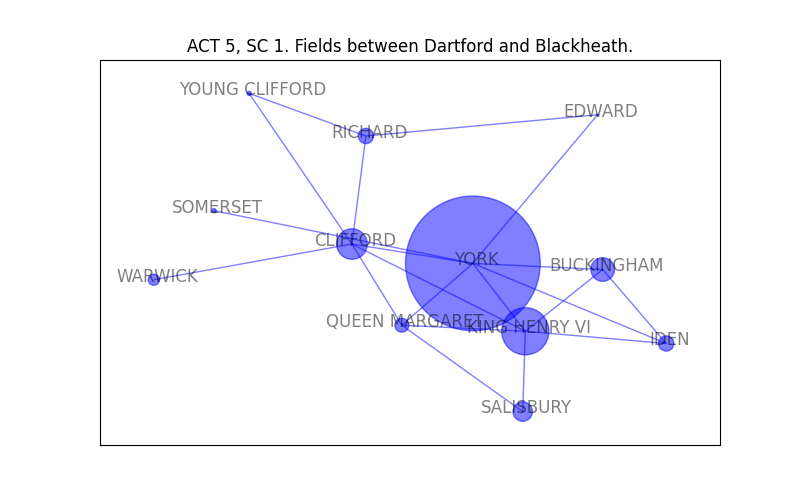 ACT 5, SC 1. Fields between Dartford and Blackheath.
YOUNG CLIFFORD
EDWARD
RICHARD
SOMERSET
CLIFFORD
YORK
BUCKINGHAM
WARWICK
QUEEN MARGARET
KING HENRY VI
IDEN
SALISBURY